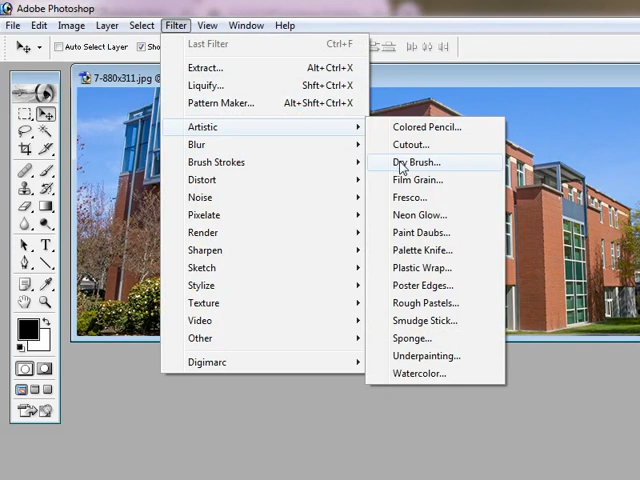 Adobe Photoshop
File Edit Image Layer Select Filter View Window Help
Auto Select Layer
Last Filter Ctrl+F
7-880x311.jpg @
Extract... Alt+Ctrl+X
Liquify... Shft+Ctrl+X
Pattern Maker... Alt+Shft+Ctrl+X
Artistic
Blur
Brush Strokes
Distort
Noise
Pixelate
Render
Sharpen
Sketch
Stylize
Texture
Video
Other
Digimarc
Colored Pencil...
Cutout...
Dry Brush...
Film Grain...
Fresco...
Neon Glow...
Paint Daubs...
Palette Knife...
Plastic Wrap...
Poster Edges...
Rough Pastels...
Smudge Stick...
Sponge...
Underpainting...
Watercolor...